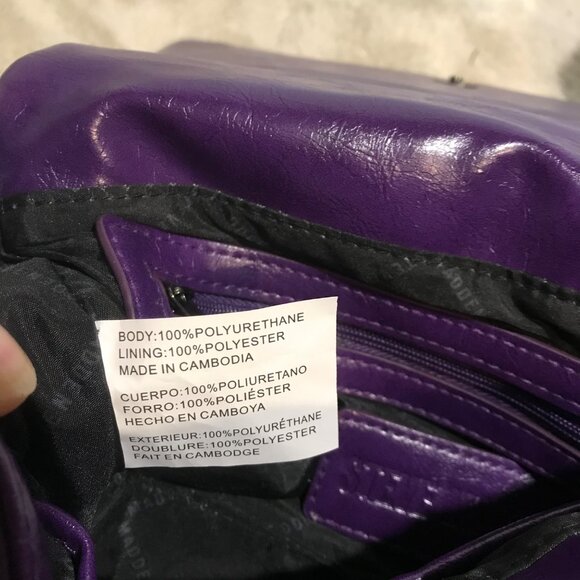 BODY:100%POLYURETHANE
LINING:100%POLYESTER
MADE IN CAMBODIA
CUERPO:100%POLIURETANO
FORRO:100%POLIÉSTER
HECHO EN CAMBOYA
EXTERIEUR:100%POLYURÉTHANE
DOUBLURE:100%POLYESTER
FAIT EN CAMBODGE